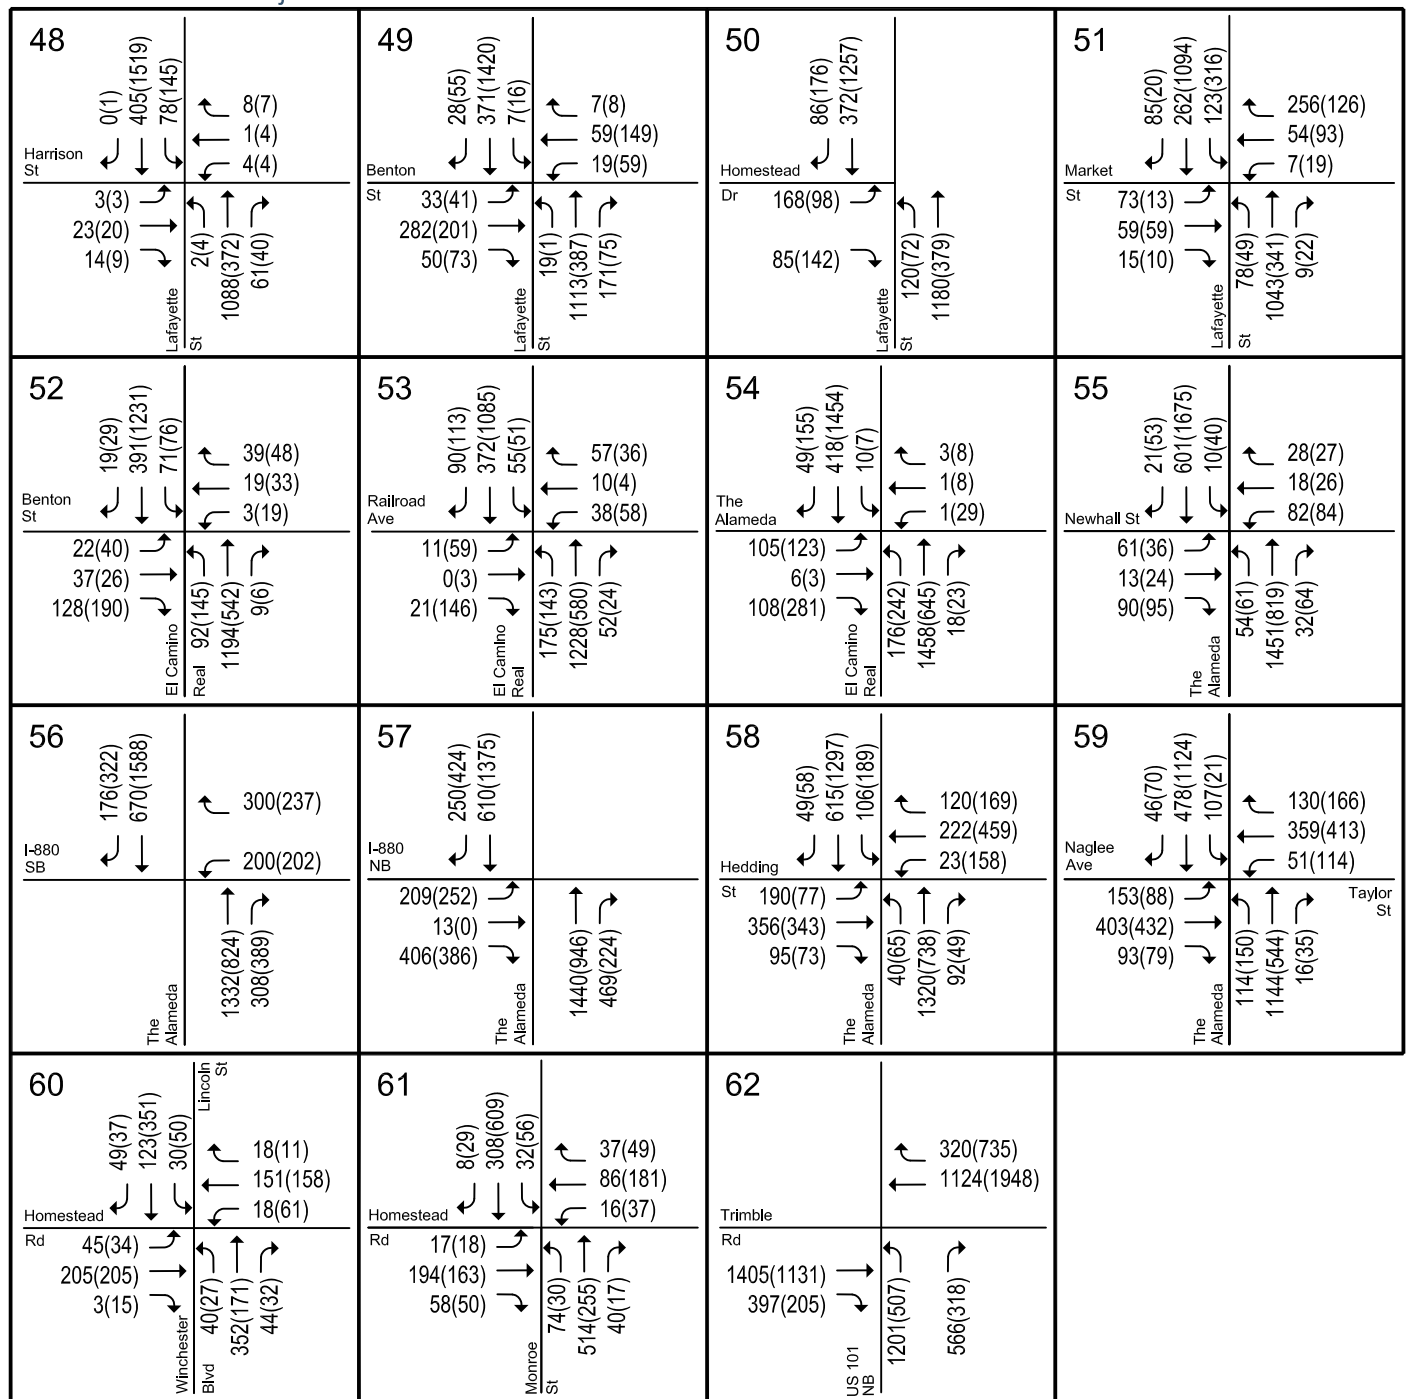 48
0(1)
405(1519)
78(145)
8(7)
1(4)
4(4)
Harrison
St
3(3)
23(20)
14(9)
2(4)
1088(372)
61(40)
Lafayette
St
49
28(55)
371(1420)
7(16)
7(8)
59(149)
19(59)
Benton
St
33(41)
282(201)
50(73)
19(1)
1113(387)
171(75)
Lafayette
St
50
86(176)
372(1257)
Homestead
Dr
168(98)
85(142)
120(72)
1180(379)
Lafayette
St
51
85(20)
262(1094)
123(316)
256(126)
54(93)
7(19)
Market
St
73(13)
59(59)
15(10)
78(49)
1043(341)
9(22)
Lafayette
St
52
19(29)
391(1231)
71(76)
39(48)
19(33)
3(19)
Benton
St
22(40)
37(26)
128(190)
92(145)
1194(542)
9(6)
El Camino
Real
53
90(113)
372(1085)
55(51)
57(36)
10(4)
38(58)
Railroad
Ave
11(59)
0(3)
21(146)
175(143)
1228(580)
52(24)
El Camino
Real
54
49(155)
418(1454)
10(7)
3(8)
1(8)
1(29)
The
Alameda
105(123)
6(3)
108(281)
176(242)
1458(645)
18(23)
El Camino
Real
55
21(53)
601(1675)
10(40)
28(27)
18(26)
82(84)
Newhall St
61(36)
13(24)
90(95)
54(61)
1451(819)
32(64)
The
Alameda
56
176(322)
670(1588)
300(237)
200(202)
I-880
SB
1332(824)
308(389)
The
Alameda
57
250(424)
610(1375)
I-880
NB
209(252)
13(0)
406(386)
1440(946)
469(224)
The
Alameda
58
49(58)
615(1297)
106(189)
120(169)
222(459)
23(158)
Hedding
St
190(77)
356(343)
95(73)
40(65)
1320(738)
92(49)
The
Alameda
59
46(70)
478(1124)
107(21)
130(166)
359(413)
51(114)
Naglee
Ave
Taylor
St
153(88)
403(432)
93(79)
114(150)
1144(544)
16(35)
The
Alameda
60
Lincoln
St
49(37)
123(351)
30(50)
18(11)
151(158)
18(61)
Homestead
Rd
45(34)
205(205)
3(15)
40(27)
352(171)
44(32)
Winchester
Blvd
61
8(29)
308(609)
32(56)
37(49)
86(181)
16(37)
Homestead
Rd
17(18)
194(163)
58(50)
74(30)
514(255)
40(17)
Monroe
St
62
320(735)
1124(1948)
Trimble
Rd
1405(1131)
397(205)
1201(507)
566(318)
US 101
NB